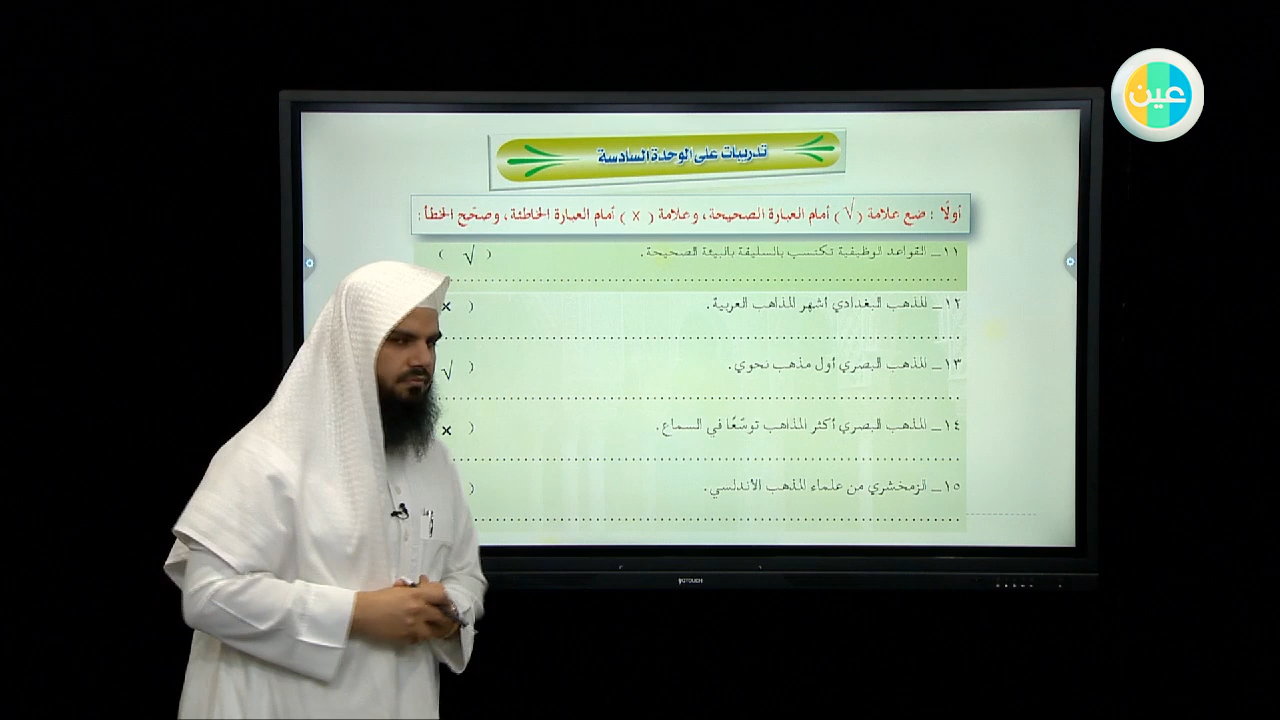 عين
تدريبات على الوحدة السادسة
أولًا : ضع علامة (√) أمام العبارة الصحيحة، وعلامة (×) أمام العبارة الخاطئة، وصحّح الخطأ:
١١ـ القواعد الوظيفية تكتسب بالسليقة بالبيئة الصحيحة. ( √ )
١٢ـ المذهب البغدادي أشهر المذاهب العربية. ( ×
١٣ـ المذهب البصري أول مذهب نحوي. ( √
١٤ـ المذهب البصري أكثر المذاهب توسّعًا في السماع. ( ×
١٥ـ الزمخشري من علماء المذهب الأندلسي. (